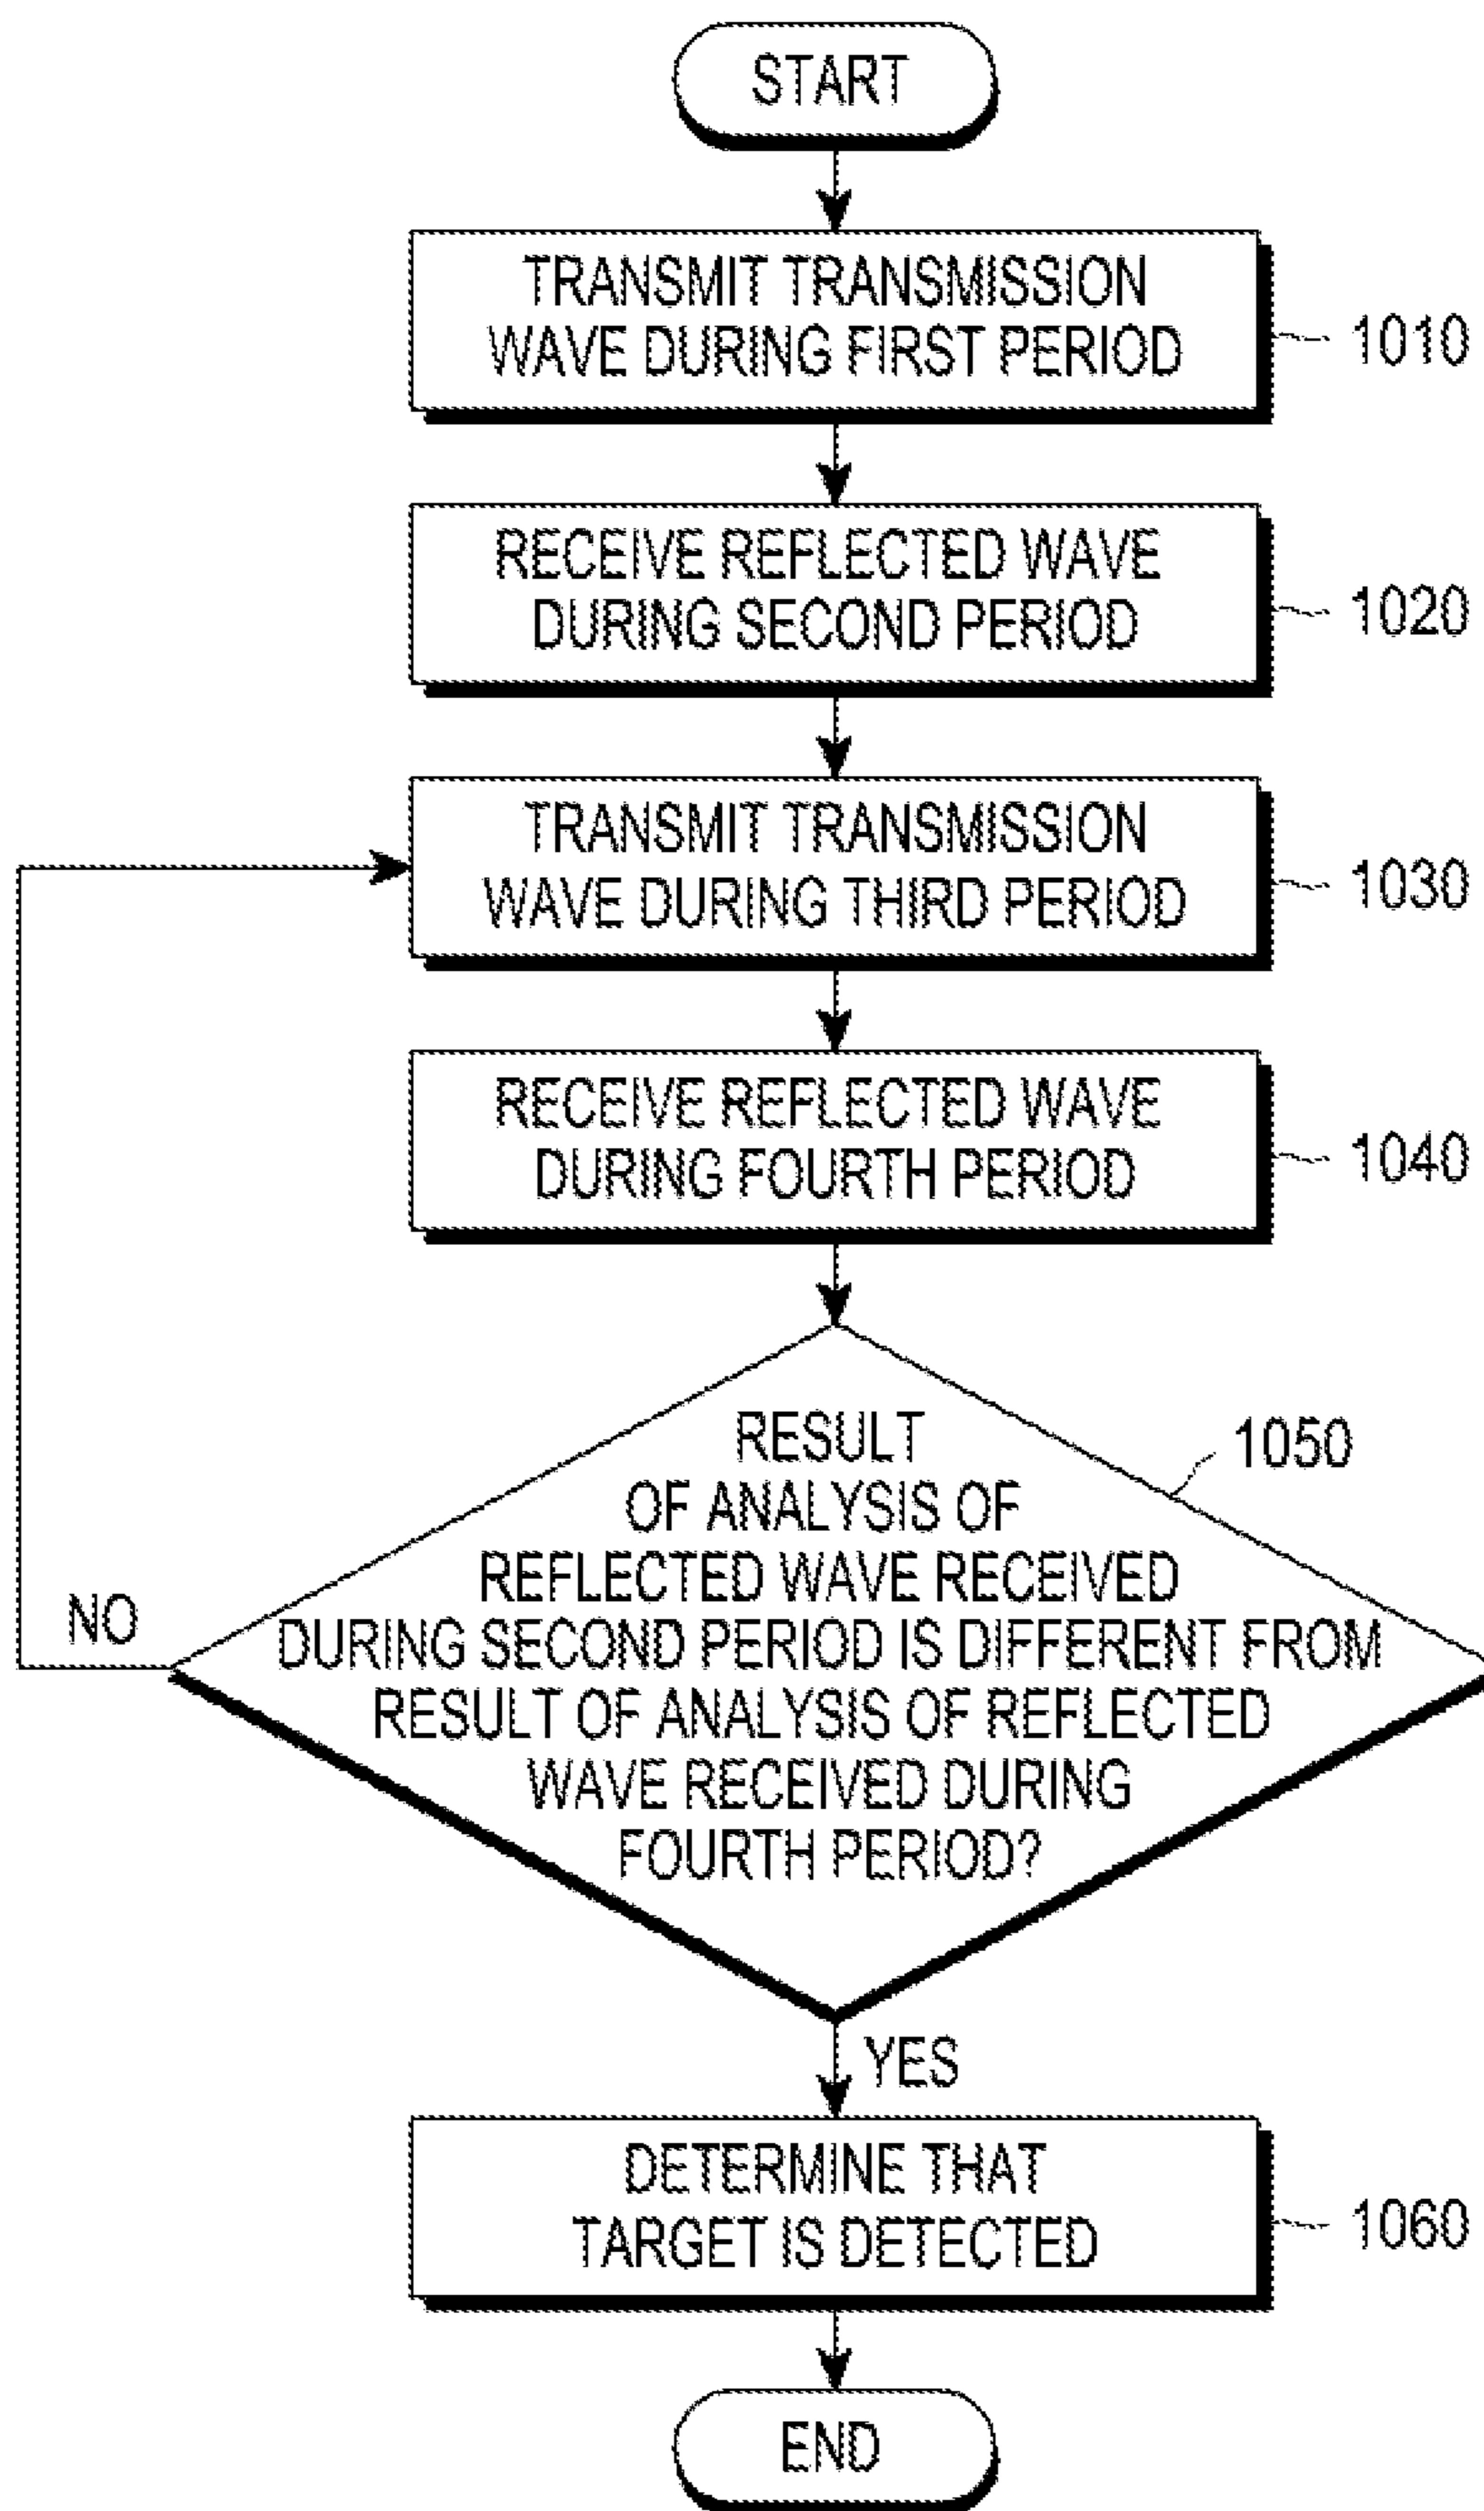 START
TRANSMIT TRANSMISSION
WAVE DURING FIRST PERIOD
1010
RECEIVE REFLECTED WAVE
DURING SECOND PERIOD
1020
TRANSMIT TRANSMISSION
WAVE DURING THIRD PERIOD
1030
RECEIVE REFLECTED WAVE
DURING FOURTH PERIOD
1040
RESULT
OF ANALYSIS OF
REFLECTED WAVE RECEIVED
DURING SECOND PERIOD IS DIFFERENT FROM
RESULT OF ANALYSIS OF REFLECTED
WAVE RECEIVED DURING
FOURTH PERIOD?
1050
NO
YES
DETERMINE THAT
TARGET IS DETECTED
1060
END